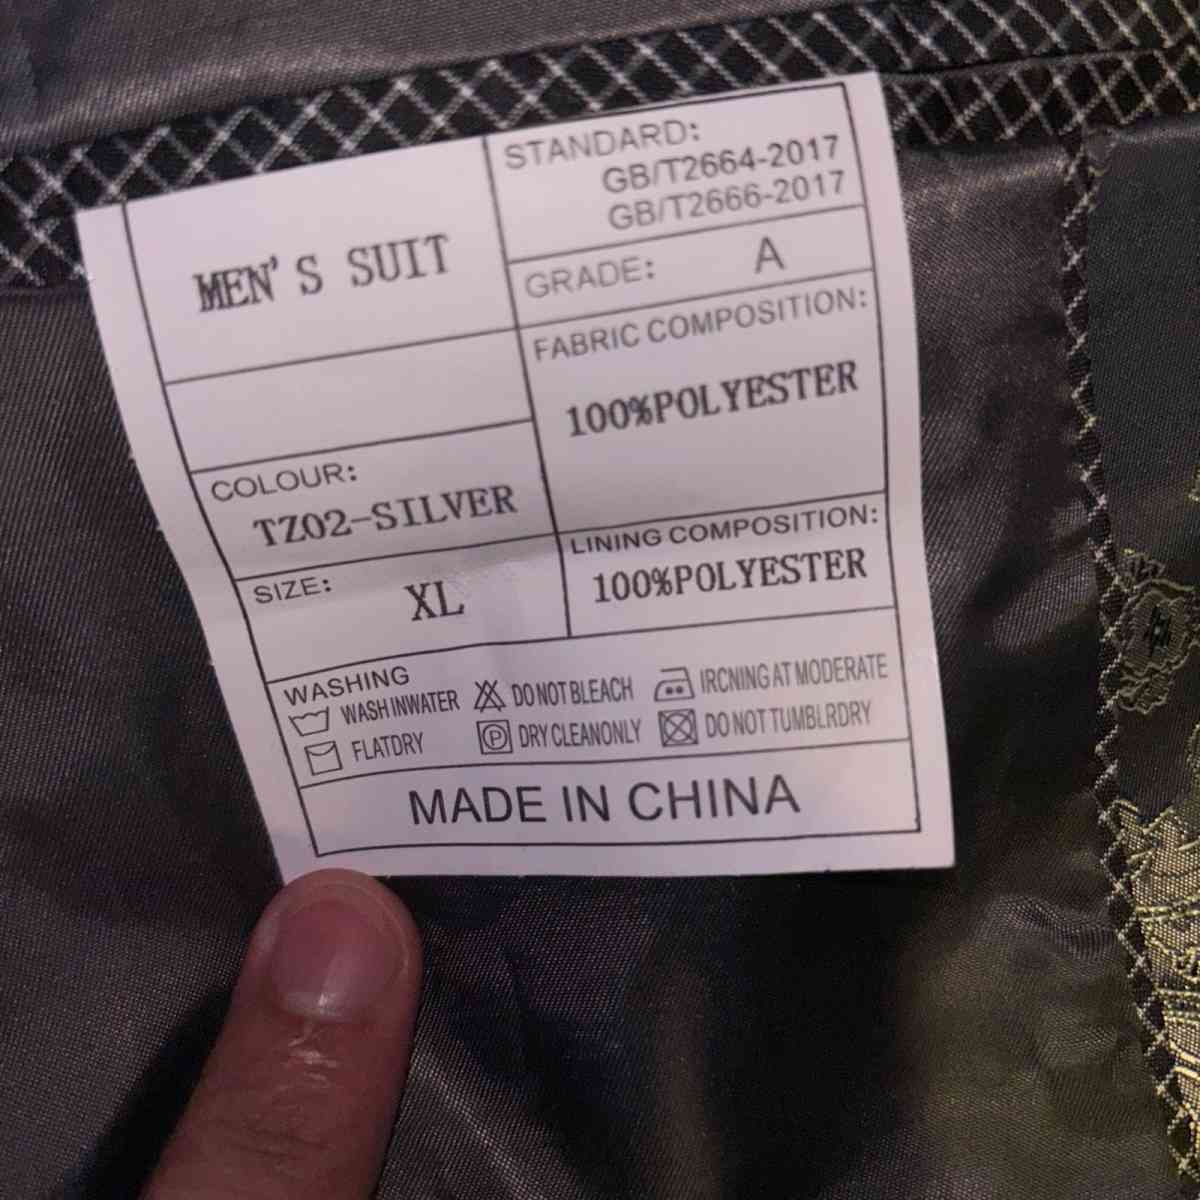 MEN'S SUIT
COLOUR:
TZ02-SILVER
SIZE:
XL
STANDARD:
GB/T2664-2017
GB/T2666-2017
GRADE: A
FABRIC COMPOSITION:
100%POLYESTER
LINING COMPOSITION:
100%POLYESTER
WASHING
WASH INWATER DO NOT BLEACH IRCNING AT MODERATE
FLATDRY P DRY CLEANONLY DO NOT TUMBLRDRY
MADE IN CHINA